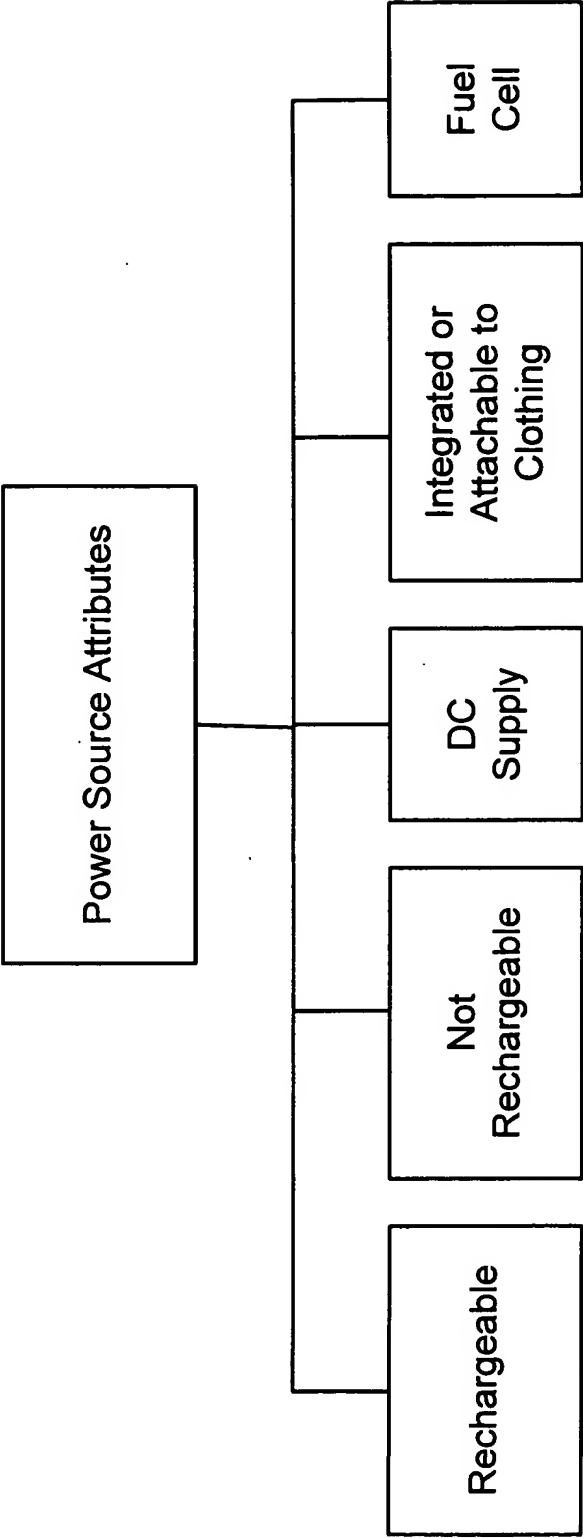 Power Source Attributes
Rechargeable
Not
Rechargeable
DC
Supply
Integrated or
Attachable to
Clothing
Fuel
Cell